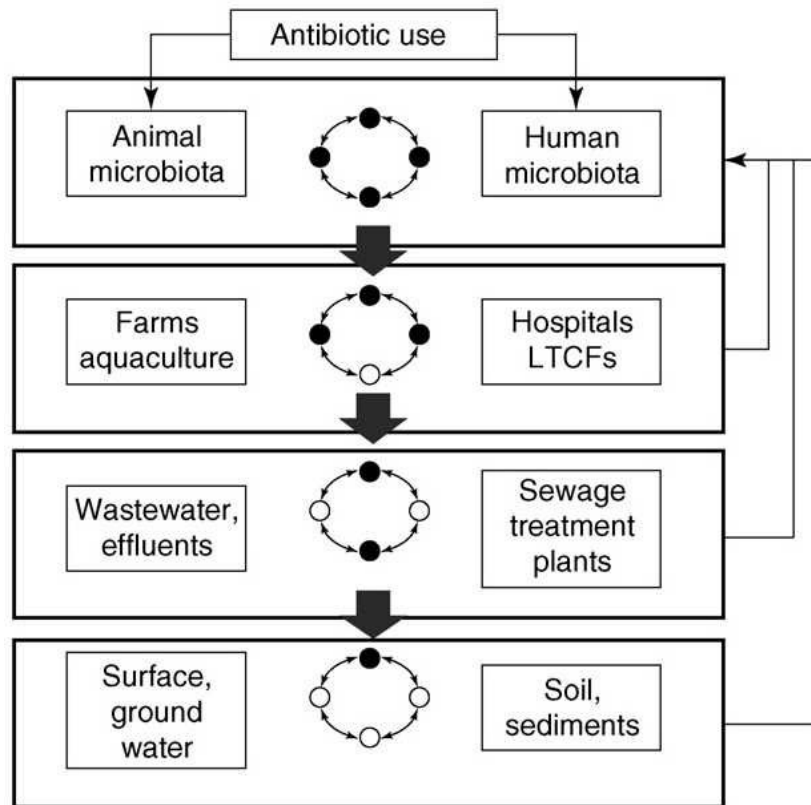 Antibiotic use
Animal
microbiota
Human
microbiota
Farms
aquaculture
Hospitals
LTCFs
Wastewater,
effluents
Sewage
treatment
plants
Surface,
ground
water
Soil,
sediments